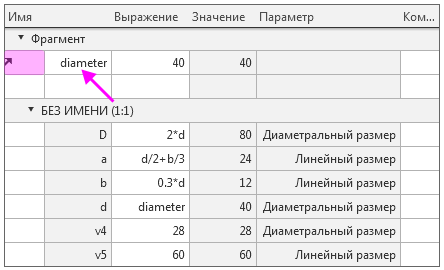 Имя Выражение Значение Параметр Ком...
Фрагмент
diameter 40 40
БЕЗ ИМЕНИ (1:1)
D 2*d 80 Диаметральный размер
a d/2+b/3 24 Линейный размер
b 0.3*d 12 Линейный размер
d diameter 40 Диаметральный размер
v4 28 28 Диаметральный размер
v5 60 60 Линейный размер